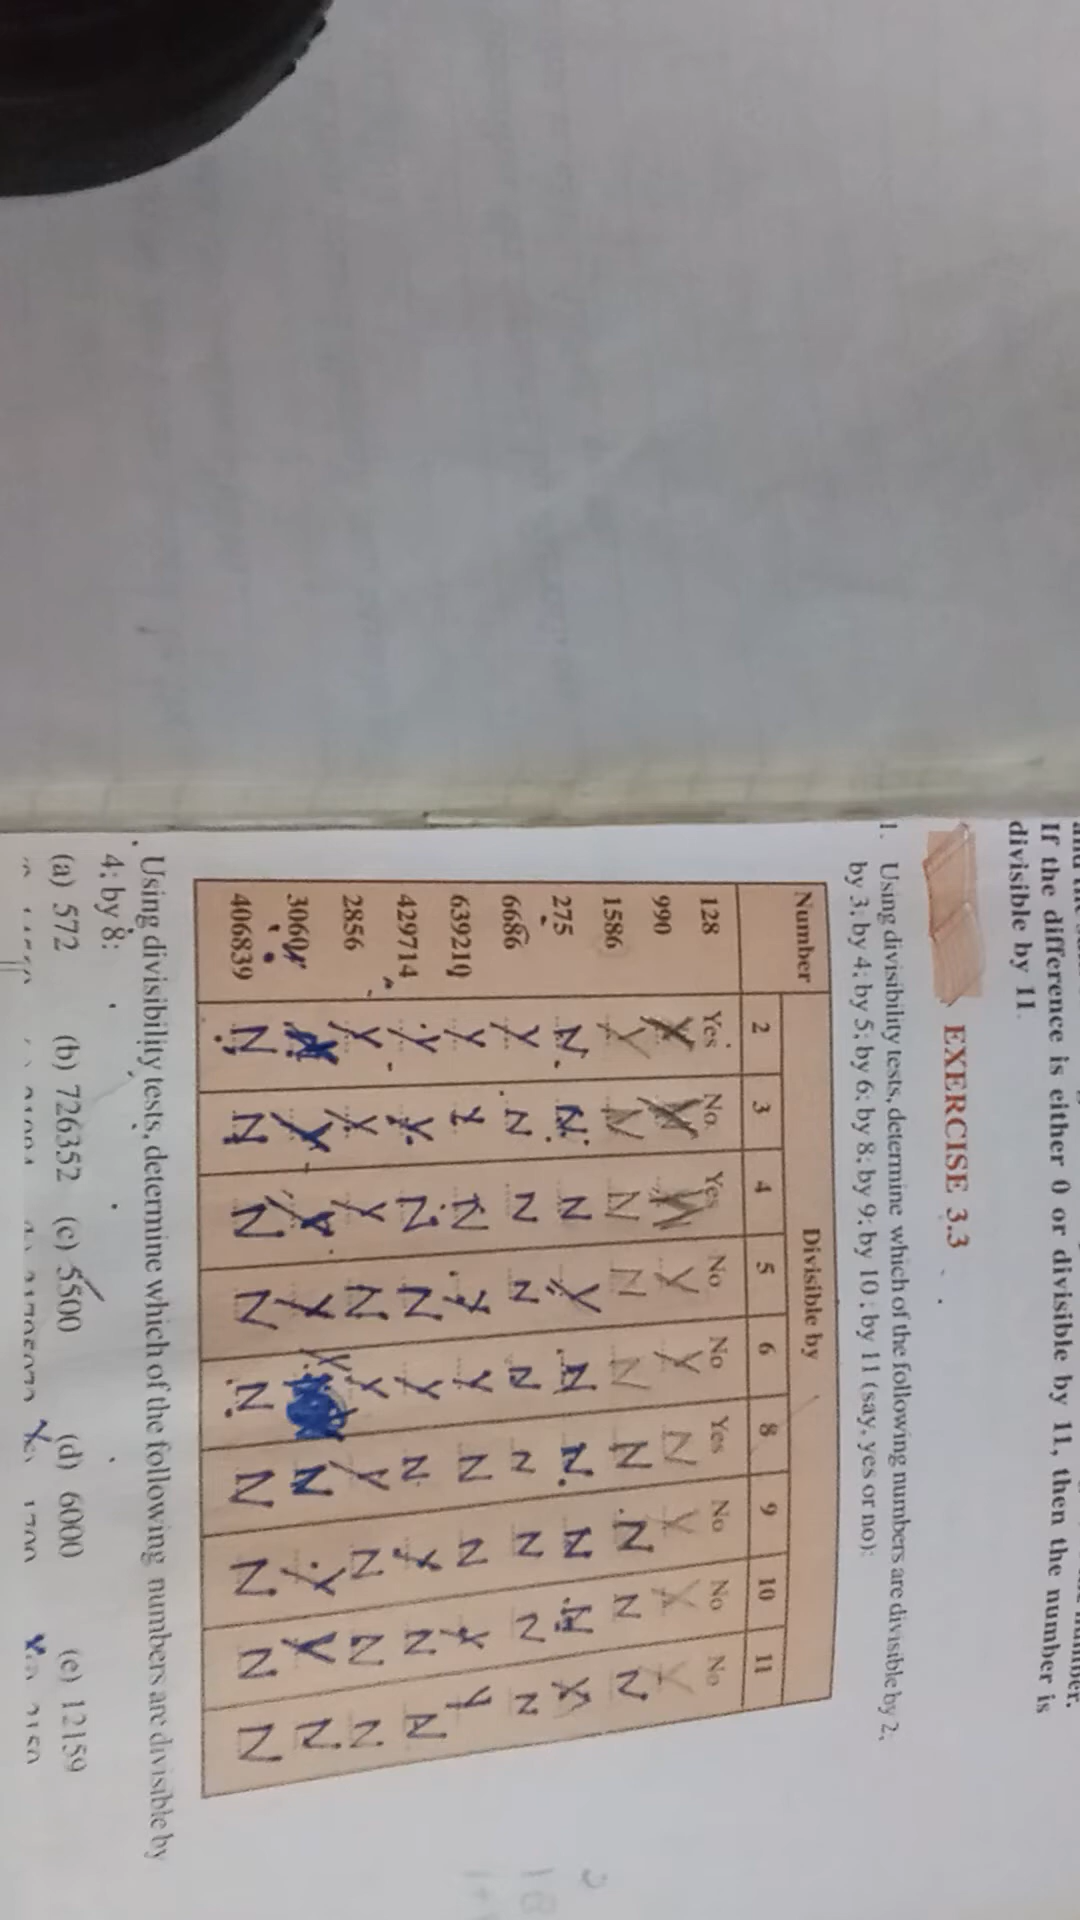 If the difference is either 0 or divisible by 11, then the number is
divisible by 11.
EXERCISE 3.3
1. Using divisibility tests, determine which of the following numbers are divisible by 2;
by 3; by 4; by 5; by 6; by 8; by 9; by 10 ; by 11 (say, yes or no):
Number Divisible by
2 3 4 5 6 8 9 10 11
128 Yes No Yes No No Yes No No No
990 Y Y N Y Y N Y Y Y
1586 Y N N N N N N N N
275 N N N Y N N N N Y
6686 Y N N N N N N N N
639210 Y Y N Y Y N N Y Y
429714 Y Y N N Y N Y N N
2856 Y Y Y N Y Y N N N
3060 Y Y Y Y Y N Y Y N
406839 N N N N N N N N N
Using divisibility tests, determine which of the following numbers are divisible by
4; by 8:
(a) 572 (b) 726352 (c) 5500 (d) 6000 (e) 12159